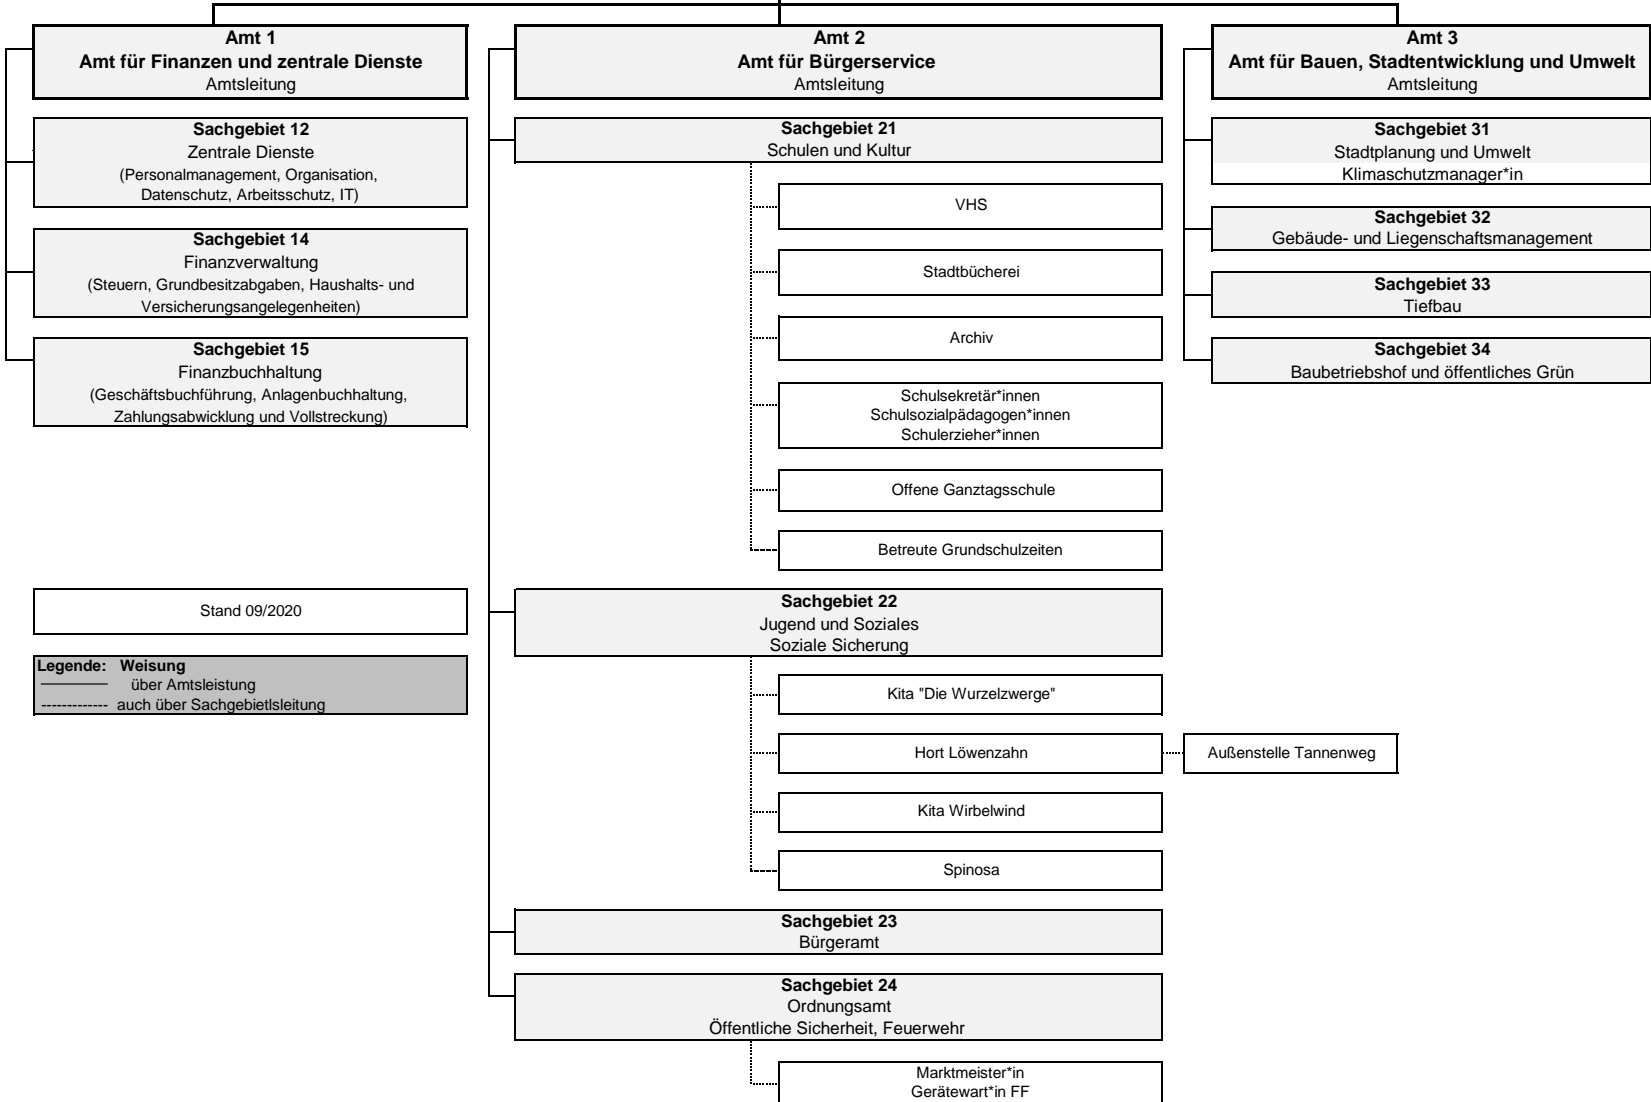 Amt 1
Amt für Finanzen und zentrale Dienste
Amtsleitung
Sachgebiet 12
Zentrale Dienste
(Personalmanagement, Organisation,
Datenschutz, Arbeitsschutz, IT)
Sachgebiet 14
Finanzverwaltung
(Steuern, Grundbesitzabgaben, Haushalts- und
Versicherungsangelegenheiten)
Sachgebiet 15
Finanzbuchhaltung
(Geschäftsbuchführung, Anlagenbuchhaltung,
Zahlungsabwicklung und Vollstreckung)
Stand 09/2020
Legende: Weisung
über Amtsleistung
------------- auch über Sachgebietlsleitung
Amt 2
Amt für Bürgerservice
Amtsleitung
Sachgebiet 21
Schulen und Kultur
VHS
Stadtbücherei
Archiv
Schulsekretär*innen
Schulsozialpädagogen*innen
Schulerzieher*innen
Offene Ganztagsschule
Betreute Grundschulzeiten
Sachgebiet 22
Jugend und Soziales
Soziale Sicherung
Kita "Die Wurzelzwerge"
Hort Löwenzahn
Außenstelle Tannenweg
Kita Wirbelwind
Spinosa
Sachgebiet 23
Bürgeramt
Sachgebiet 24
Ordnungsamt
Öffentliche Sicherheit, Feuerwehr
Marktmeister*in
Gerätewart*in FF
Amt 3
Amt für Bauen, Stadtentwicklung und Umwelt
Amtsleitung
Sachgebiet 31
Stadtplanung und Umwelt
Klimaschutzmanager*in
Sachgebiet 32
Gebäude- und Liegenschaftsmanagement
Sachgebiet 33
Tiefbau
Sachgebiet 34
Baubetriebshof und öffentliches Grün